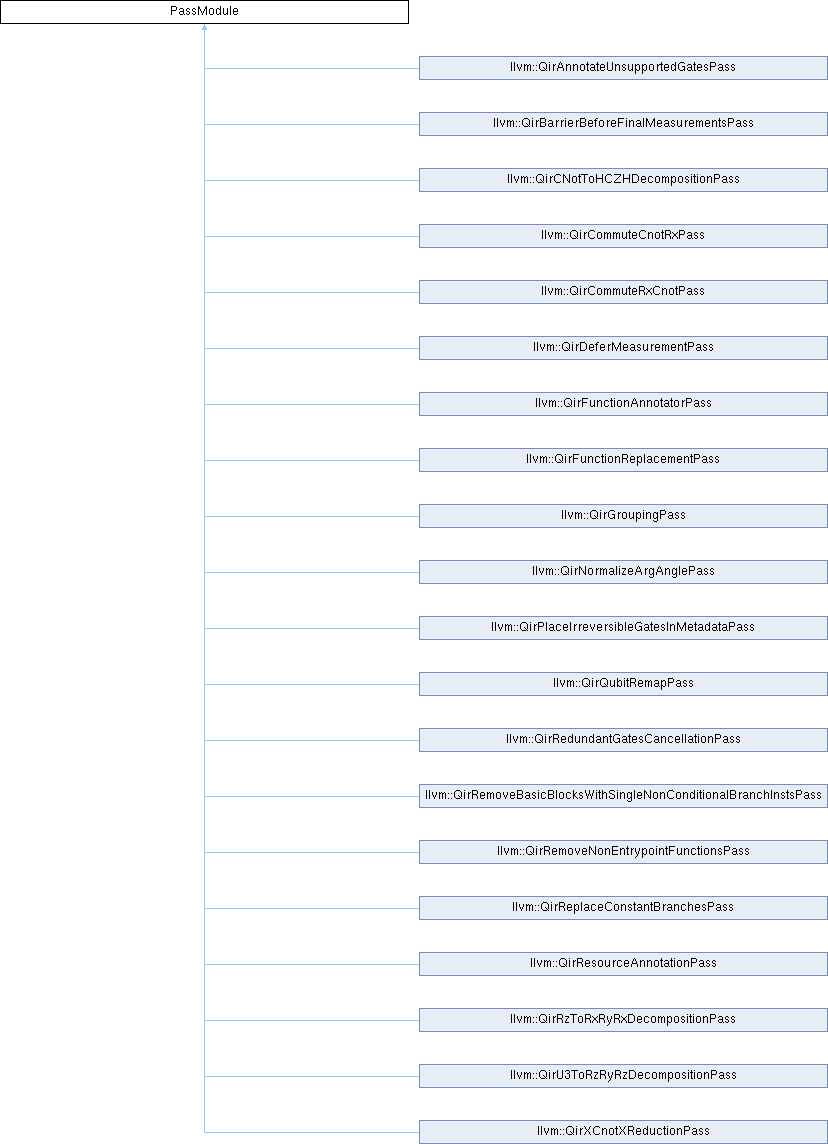 PassModule
llvm::QirAnnotateUnsupportedGatesPass
llvm::QirBarrierBeforeFinalMeasurementsPass
llvm::QirCNotToHCZHDecompositionPass
llvm::QirCommuteCnotRxPass
llvm::QirCommuteRxCnotPass
llvm::QirDeferMeasurementPass
llvm::QirFunctionAnnotatorPass
llvm::QirFunctionReplacementPass
llvm::QirGroupingPass
llvm::QirNormalizeArgAnglePass
llvm::QirPlaceIrreversibleGatesInMetadataPass
llvm::QirQubitRemapPass
llvm::QirRedundantGatesCancellationPass
llvm::QirRemoveBasicBlocksWithSingleNonConditionalBranchInstsPass
llvm::QirRemoveNonEntrypointFunctionsPass
llvm::QirReplaceConstantBranchesPass
llvm::QirResourceAnnotationPass
llvm::QirRzToRxRyRxDecompositionPass
llvm::QirU3ToRzRyRzDecompositionPass
llvm::QirXCnotXReductionPass